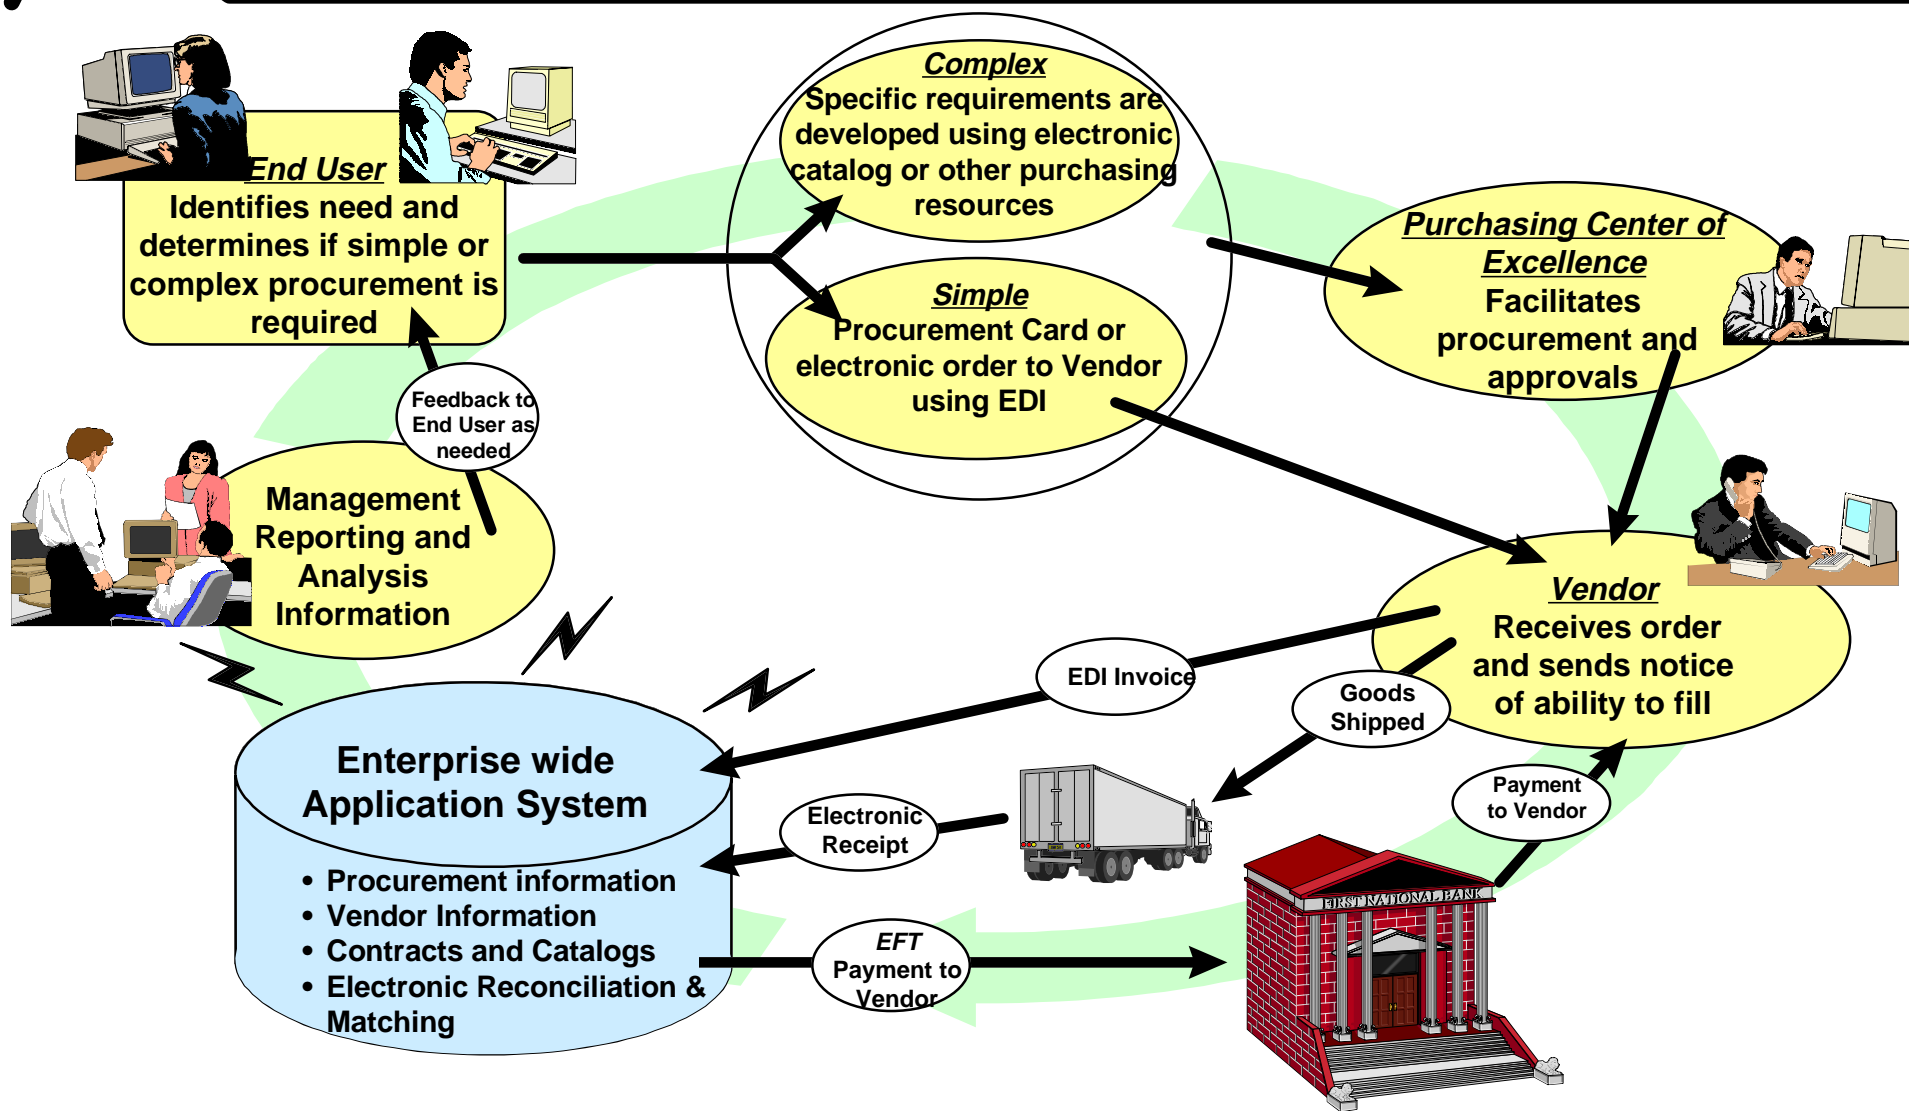 End User
Identifies need and
determines if simple or
complex procurement is
required
Complex
Specific requirements are
developed using electronic
catalog or other purchasing
resources
Simple
Procurement Card or
electronic order to Vendor
using EDI
Purchasing Center of
Excellence
Facilitates
procurement and
approvals
Feedback to
End User as
needed
Management
Reporting and
Analysis
Information
Vendor
Receives order
and sends notice
of ability to fill
EDI Invoice
Goods
Shipped
Payment
to Vendor
Electronic
Receipt
Enterprise wide
Application System
• Procurement information
• Vendor Information
• Contracts and Catalogs
• Electronic Reconciliation &
Matching
EFT
Payment to
Vendor
FIRST NATIONAL BANK